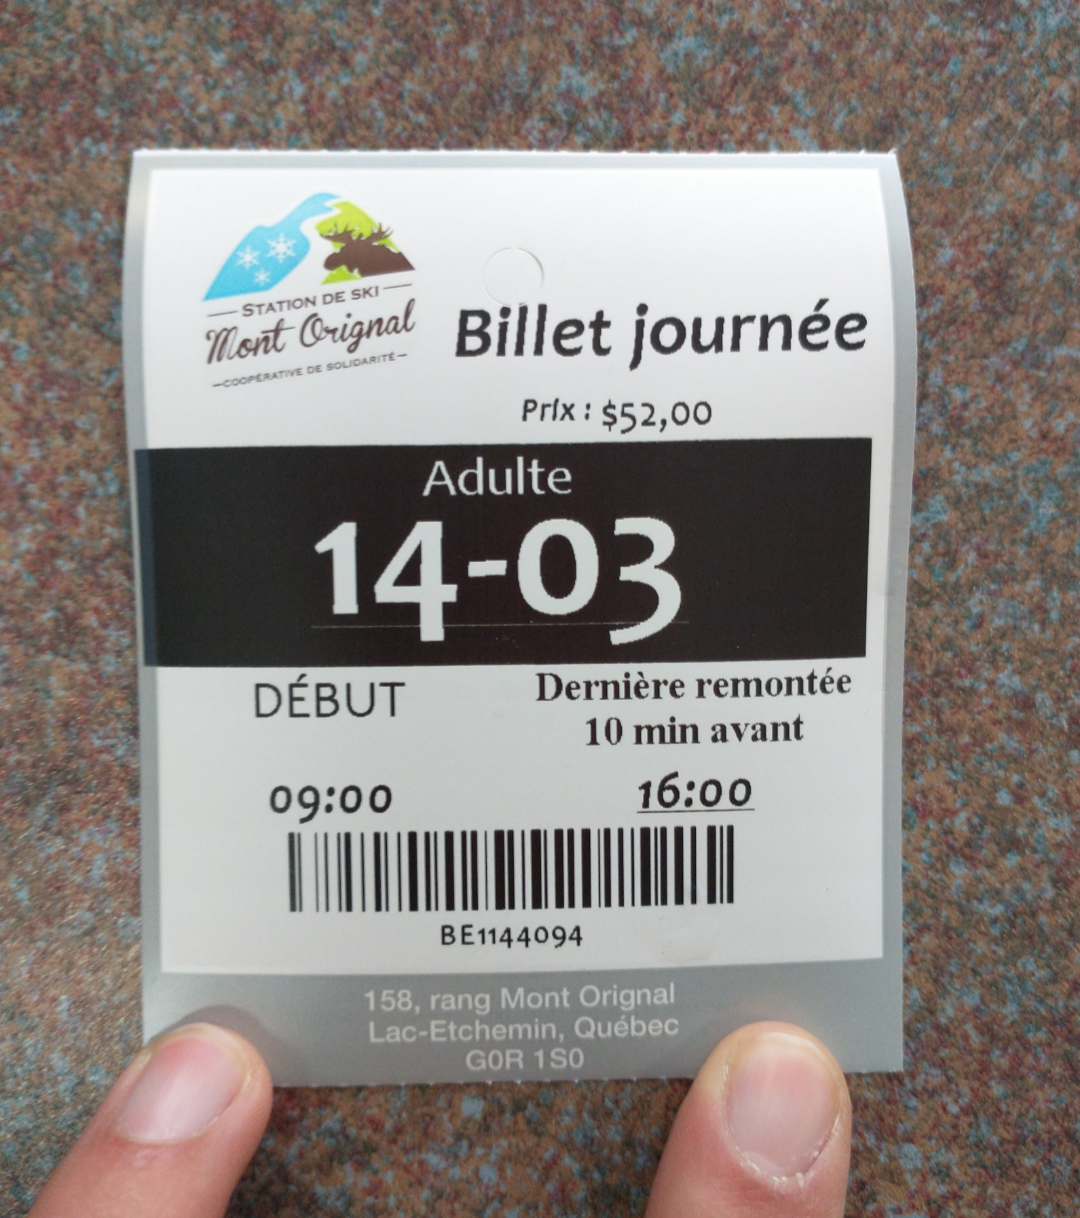 STATION DE SKI
Mont Orignal
COOPÉRATIVE DE SOLIDARITÉ
Billet journée
Prix : $52,00
Adulte
14-03
DÉBUT
Dernière remontée
10 min avant
09:00
16:00
BE1144094
158, rang Mont Orignal
Lac-Etchemin, Québec
G0R 1S0